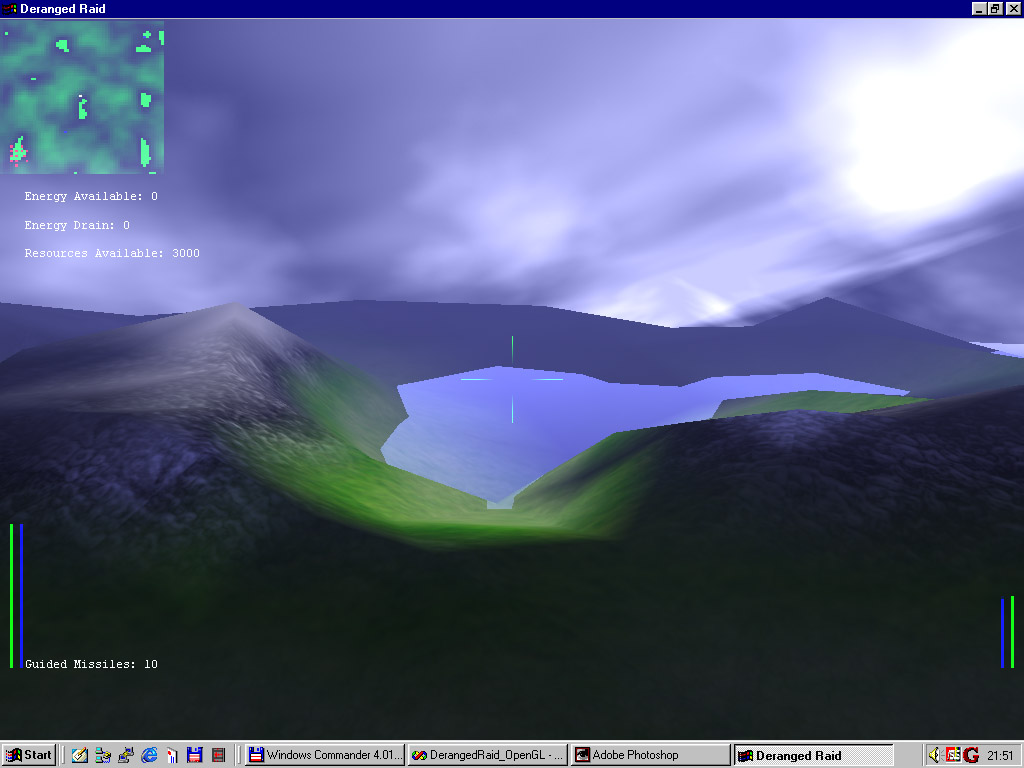 Deranged Raid
Energy Available: 0
Energy Drain: 0
Resources Available: 3000
Guided Missiles: 10
Start
Windows Commander 4.01...
DerangedRaid_OpenGL - ...
Adobe Photoshop
Deranged Raid
21:51